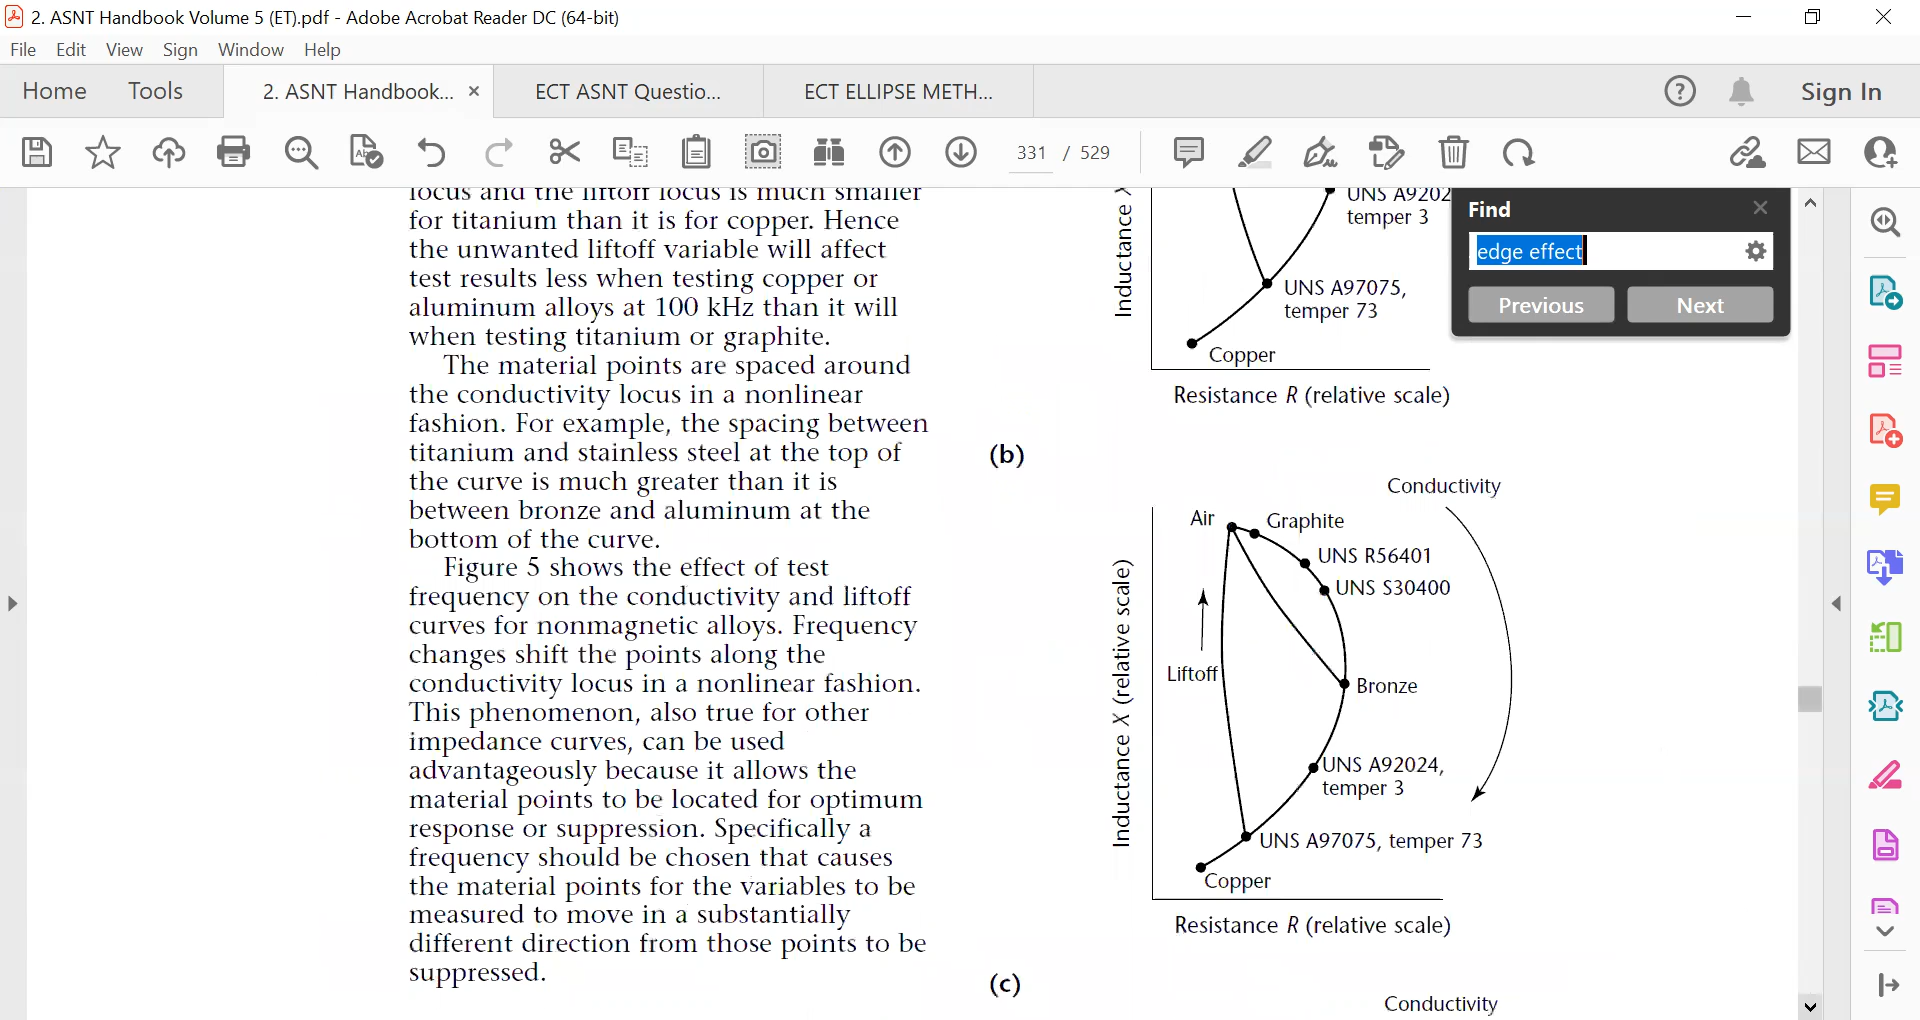 2. ASNT Handbook Volume 5 (ET).pdf - Adobe Acrobat Reader DC (64-bit)
File Edit View Sign Window Help
Home Tools 2. ASNT Handbook... × ECT ASNT Questio... ECT ELLIPSE METH... Sign In
331 / 529
locus and the liftoff locus is much smaller
for titanium than it is for copper. Hence
the unwanted liftoff variable will affect
test results less when testing copper or
aluminum alloys at 100 kHz than it will
when testing titanium or graphite.
The material points are spaced around
the conductivity locus in a nonlinear
fashion. For example, the spacing between
titanium and stainless steel at the top of
the curve is much greater than it is
between bronze and aluminum at the
bottom of the curve.
Figure 5 shows the effect of test
frequency on the conductivity and liftoff
curves for nonmagnetic alloys. Frequency
changes shift the points along the
conductivity locus in a nonlinear fashion.
This phenomenon, also true for other
impedance curves, can be used
advantageously because it allows the
material points to be located for optimum
response or suppression. Specifically a
frequency should be chosen that causes
the material points for the variables to be
measured to move in a substantially
different direction from those points to be
suppressed.
Inductance X
UNS A9202
temper 3
UNS A97075,
temper 73
Copper
Resistance R (relative scale)
Find
edge effect
Previous Next
(b)
Conductivity
Air
Graphite
UNS R56401
UNS S30400
Inductance X (relative scale)
Liftoff
Bronze
UNS A92024,
temper 3
UNS A97075, temper 73
Copper
Resistance R (relative scale)
(c)
Conductivity